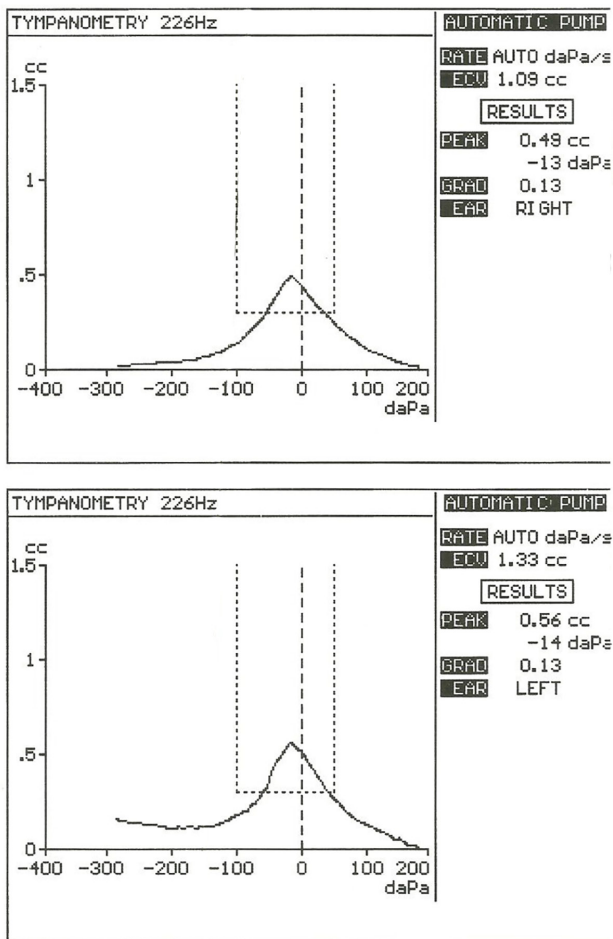 TYMPANOMETRY 226Hz
AUTOMATIC PUMP
RATE AUTO daPa/s
ECV 1.09 cc
RESULTS
PEAK 0.49 cc
-13 daPa
GRAD 0.13
EAR RIGHT
cc
1.5
1
.5
0
-400 -300 -200 -100 0 100 200
daPa
TYMPANOMETRY 226Hz
AUTOMATIC PUMP
RATE AUTO daPa/s
ECV 1.33 cc
RESULTS
PEAK 0.56 cc
-14 daPa
GRAD 0.13
EAR LEFT
cc
1.5
1
.5
0
-400 -300 -200 -100 0 100 200
daPa